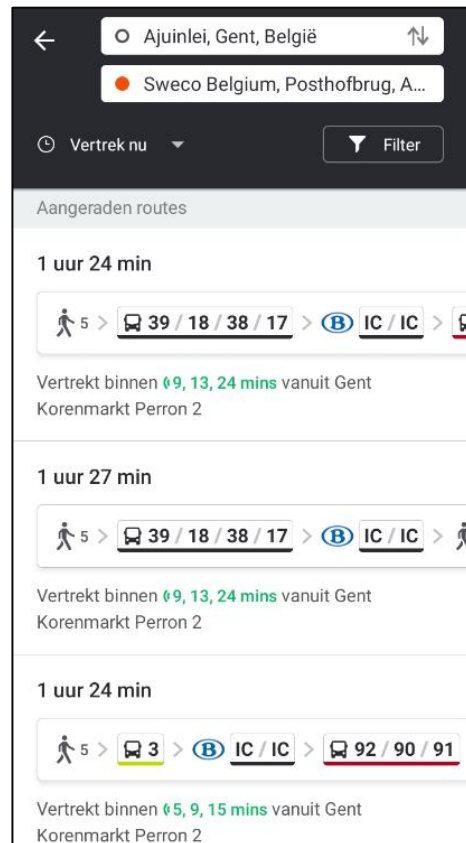 Ajuinlei, Gent, België
Sweco Belgium, Posthofbrug, A...
Vertrek nu Filter
Aangeraden routes
1 uur 24 min
5 > 39 / 18 / 38 / 17 > B IC / IC >
Vertrekt binnen 9, 13, 24 mins vanuit Gent
Korenmarkt Perron 2
1 uur 27 min
5 > 39 / 18 / 38 / 17 > B IC / IC >
Vertrekt binnen 9, 13, 24 mins vanuit Gent
Korenmarkt Perron 2
1 uur 24 min
5 > 3 > B IC / IC > 92 / 90 / 91
Vertrekt binnen 5, 9, 15 mins vanuit Gent
Korenmarkt Perron 2